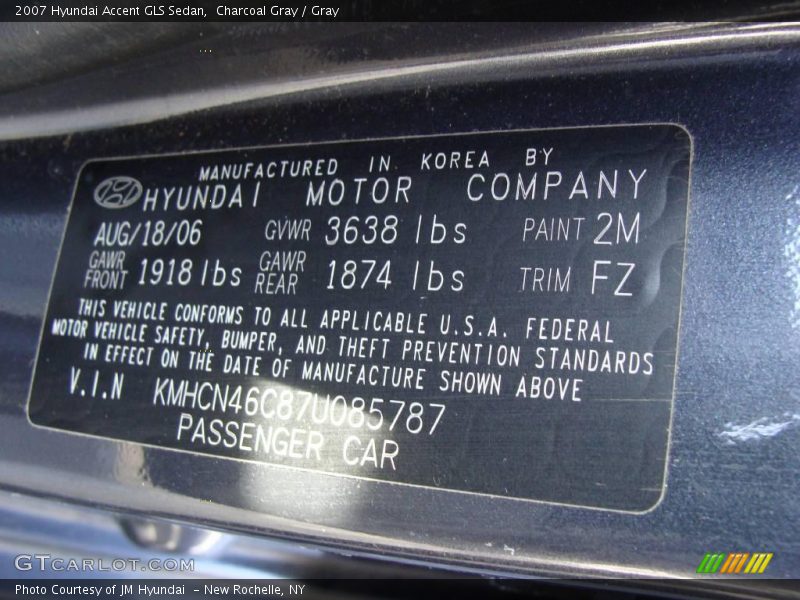 2007 Hyundai Accent GLS Sedan,  Charcoal Gray / Gray
MANUFACTURED IN KOREA BY
HYUNDAI MOTOR COMPANY
AUG/18/06 GVWR 3638 lbs PAINT 2M
GAWR FRONT 1918 lbs GAWR REAR 1874 lbs TRIM FZ
THIS VEHICLE CONFORMS TO ALL APPLICABLE U.S.A. FEDERAL
MOTOR VEHICLE SAFETY, BUMPER, AND THEFT PREVENTION STANDARDS
IN EFFECT ON THE DATE OF MANUFACTURE SHOWN ABOVE
V.I.N KMHCN46C87U085787
PASSENGER CAR
GTCARLOT.COM
Photo Courtesy of JM Hyundai  - New Rochelle, NY